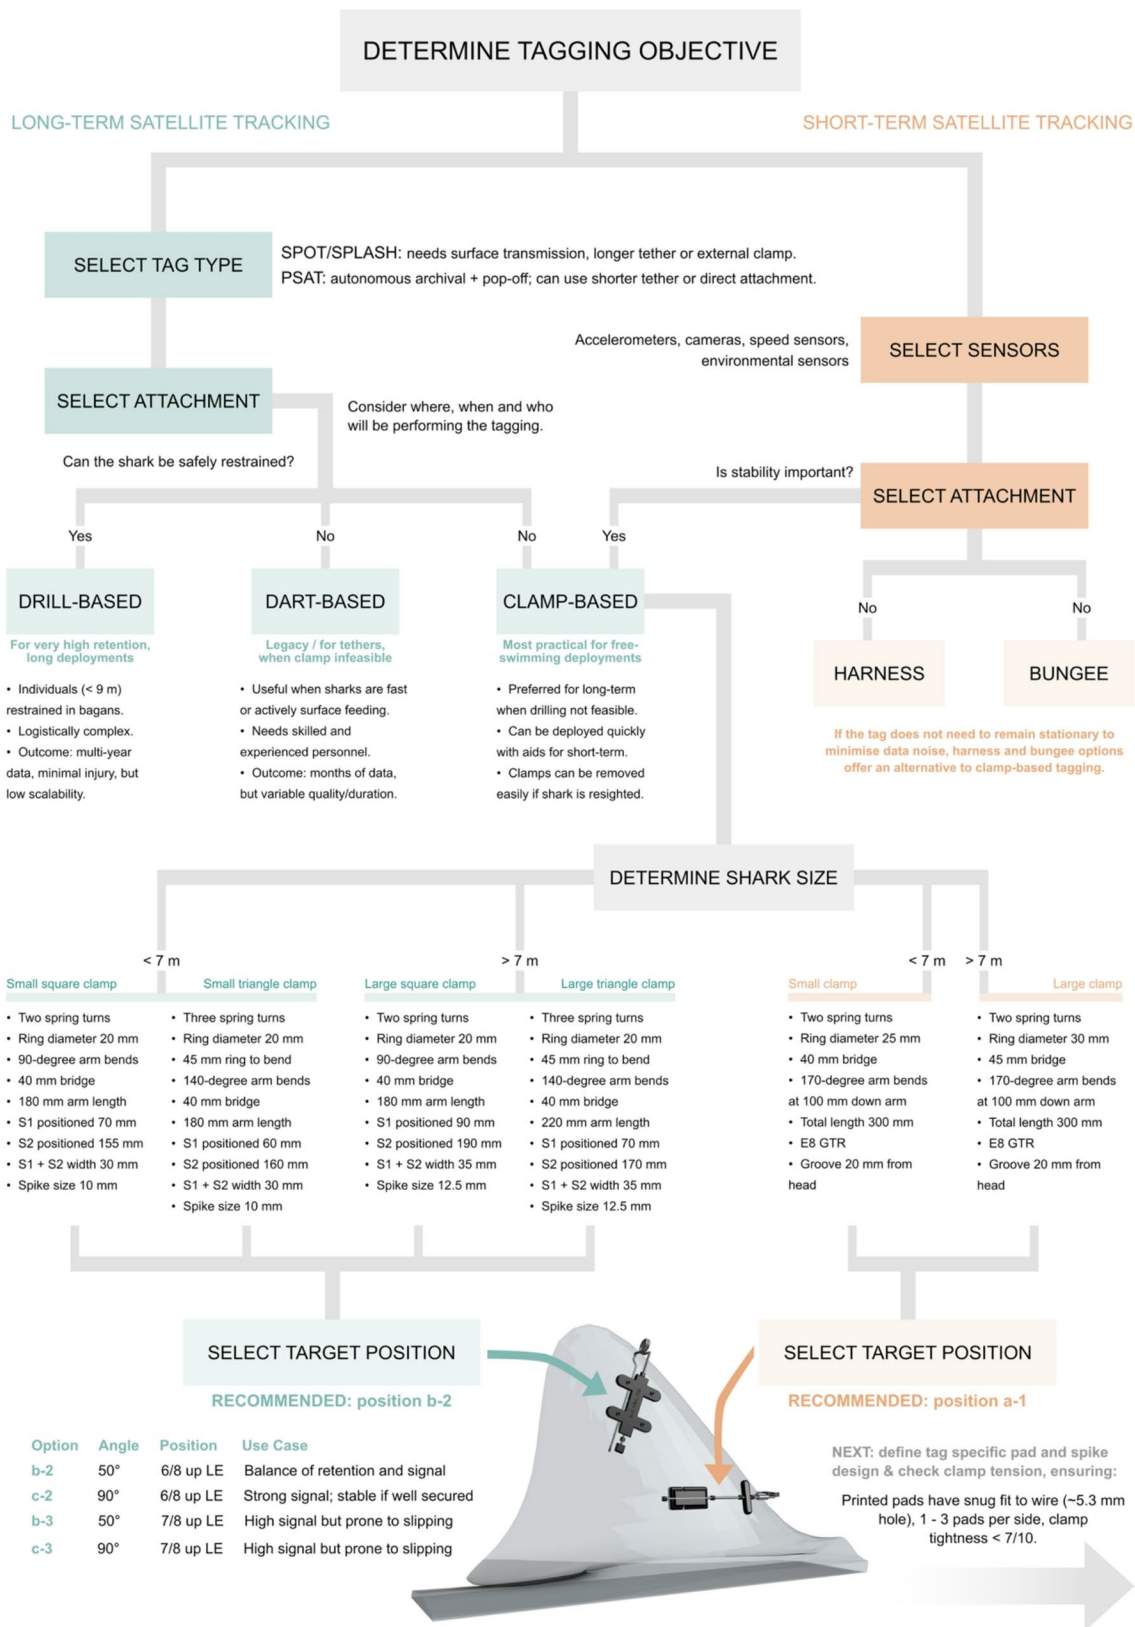 DETERMINE TAGGING OBJECTIVE
LONG-TERM SATELLITE TRACKING
SHORT-TERM SATELLITE TRACKING
SELECT TAG TYPE
SPOT/SPLASH: needs surface transmission, longer tether or external clamp.
PSAT: autonomous archival + pop-off; can use shorter tether or direct attachment.
Accelerometers, cameras, speed sensors,
environmental sensors
SELECT SENSORS
SELECT ATTACHMENT
Consider where, when and who
will be performing the tagging.
Can the shark be safely restrained?
Is stability important?
SELECT ATTACHMENT
Yes
No
No
Yes
DRILL-BASED
For very high retention,
long deployments
• Individuals (< 9 m)
restrained in bagans.
• Logistically complex.
• Outcome: multi-year
data, minimal injury, but
low scalability.
DART-BASED
Legacy / for tethers,
when clamp infeasible
• Useful when sharks are fast
or actively surface feeding.
• Needs skilled and
experienced personnel.
• Outcome: months of data,
but variable quality/duration.
CLAMP-BASED
Most practical for free-
swimming deployments
• Preferred for long-term
when drilling not feasible.
• Can be deployed quickly
with aids for short-term.
• Clamps can be removed
easily if shark is resighted.
No
No
HARNESS
BUNGEE
If the tag does not need to remain stationary to
minimise data noise, harness and bungee options
offer an alternative to clamp-based tagging.
DETERMINE SHARK SIZE
< 7 m
> 7 m
< 7 m
> 7 m
Small square clamp
• Two spring turns
• Ring diameter 20 mm
• 90-degree arm bends
• 40 mm bridge
• 180 mm arm length
• S1 positioned 70 mm
• S2 positioned 155 mm
• S1 + S2 width 30 mm
• Spike size 10 mm
Small triangle clamp
• Three spring turns
• Ring diameter 20 mm
• 45 mm ring to bend
• 140-degree arm bends
• 40 mm bridge
• 180 mm arm length
• S1 positioned 60 mm
• S2 positioned 160 mm
• S1 + S2 width 30 mm
• Spike size 10 mm
Large square clamp
• Two spring turns
• Ring diameter 20 mm
• 90-degree arm bends
• 40 mm bridge
• 180 mm arm length
• S1 positioned 90 mm
• S2 positioned 190 mm
• S1 + S2 width 35 mm
• Spike size 12.5 mm
Large triangle clamp
• Three spring turns
• Ring diameter 20 mm
• 45 mm ring to bend
• 140-degree arm bends
• 40 mm bridge
• 220 mm arm length
• S1 positioned 70 mm
• S2 positioned 170 mm
• S1 + S2 width 35 mm
• Spike size 12.5 mm
Small clamp
• Two spring turns
• Ring diameter 25 mm
• 40 mm bridge
• 170-degree arm bends
at 100 mm down arm
• Total length 300 mm
• E8 GTR
• Groove 20 mm from
head
Large clamp
• Two spring turns
• Ring diameter 30 mm
• 45 mm bridge
• 170-degree arm bends
at 100 mm down arm
• Total length 300 mm
• E8 GTR
• Groove 20 mm from
head
SELECT TARGET POSITION
RECOMMENDED: position b-2
Option Angle Position Use Case
b-2 50° 6/8 up LE Balance of retention and signal
c-2 90° 6/8 up LE Strong signal; stable if well secured
b-3 50° 7/8 up LE High signal but prone to slipping
c-3 90° 7/8 up LE High signal but prone to slipping
SELECT TARGET POSITION
RECOMMENDED: position a-1
NEXT: define tag specific pad and spike
design & check clamp tension, ensuring:
Printed pads have snug fit to wire (~5.3 mm
hole), 1 - 3 pads per side, clamp
tightness < 7/10.